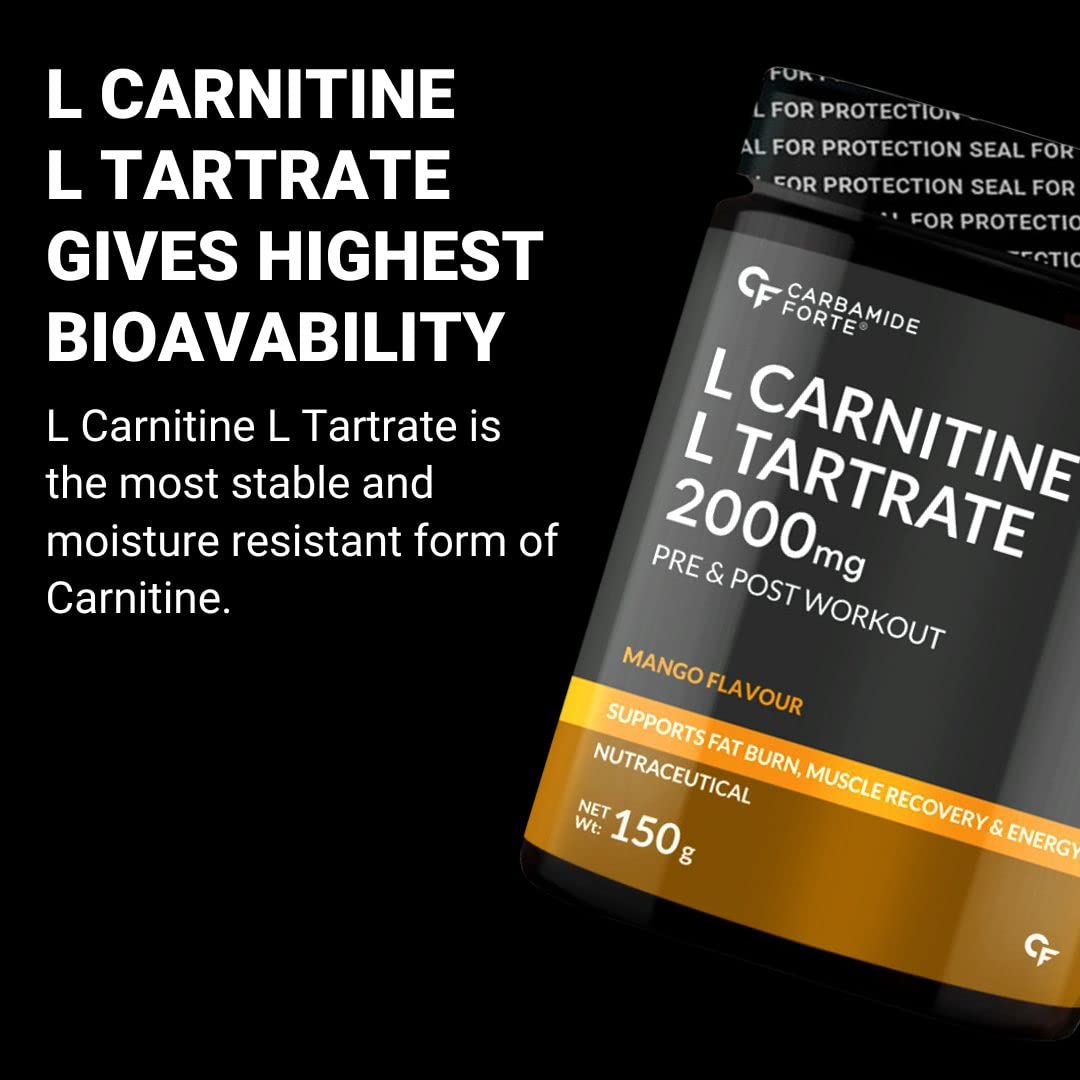 L CARNITINE
L TARTRATE
GIVES HIGHEST
BIOAVABILITY
L Carnitine L Tartrate is
the most stable and
moisture resistant form of
Carnitine.
FOR PROTECTION
FOR PROTECTION SEAL FOR
FOR PROTECTION SEAL FOR
FOR
CF CARBAMIDE
FORTE®
L CARNITINE
L TARTRATE
2000mg
PRE & POST WORKOUT
MANGO FLAVOUR
SUPPORTS FAT BURN, MUSCLE RECOVERY & ENERGY
NUTRACEUTICAL
NET
Wt: 150g
CF